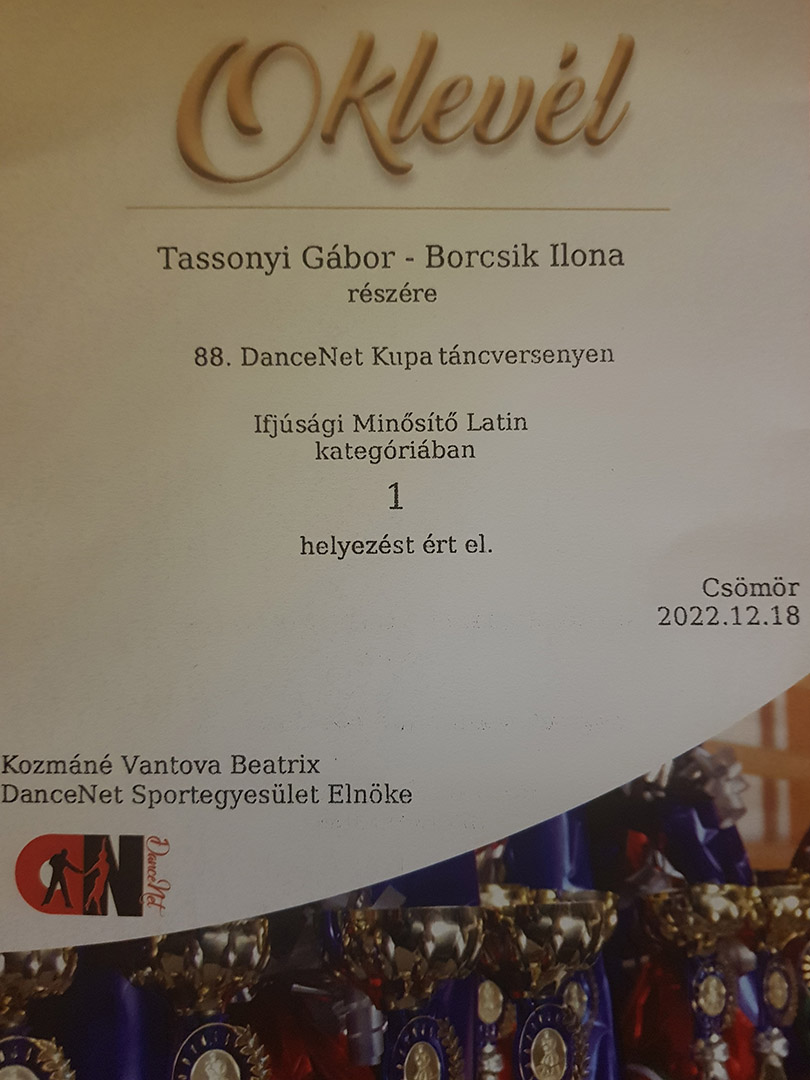 Oklevél
Tassonyi Gábor - Borcsik Ilona
részére
88. DanceNet Kupa táncversenyen
Ifjúsági Minősítő Latin
kategóriában
1
helyezést ért el.
Csömör
2022.12.18
Kozmáné Vantova Beatrix
DanceNet Sportegyesület Elnöke
DN
DanceNet